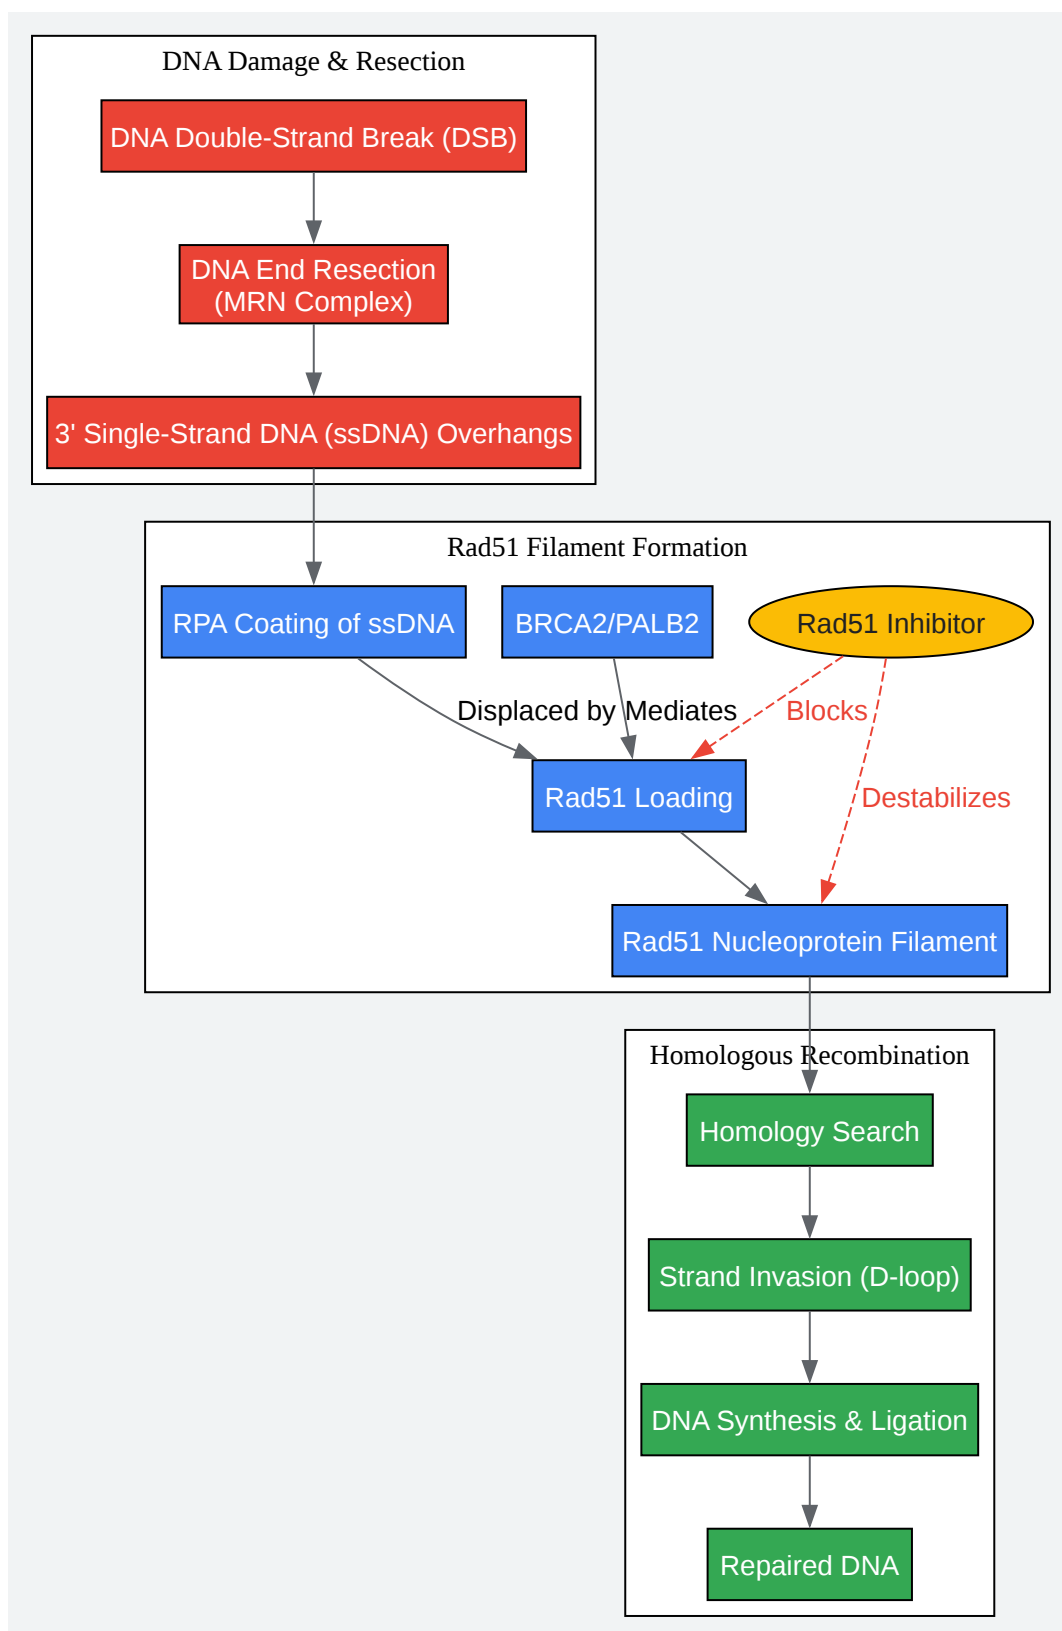 DNA Damage & Resection
DNA Double-Strand Break (DSB)
DNA End Resection
(MRN Complex)
3' Single-Strand DNA (ssDNA) Overhangs
Rad51 Filament Formation
RPA Coating of ssDNA
BRCA2/PALB2
Rad51 Inhibitor
Displaced by
Mediates
Blocks
Rad51 Loading
Destabilizes
Rad51 Nucleoprotein Filament
Homologous Recombination
Homology Search
Strand Invasion (D-loop)
DNA Synthesis & Ligation
Repaired DNA